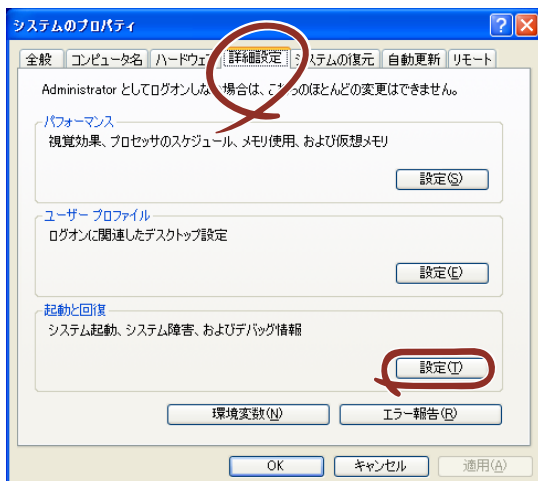 システムのプロパティ
全般 コンピュータ名 ハードウェア 詳細設定 システムの復元 自動更新 リモート
Administrator としてログオンしない場合は、これらのほとんどの変更はできません。
パフォーマンス
視覚効果、プロセッサのスケジュール、メモリ使用、および仮想メモリ
設定(S)
ユーザー プロファイル
ログオンに関連したデスクトップ設定
設定(E)
起動と回復
システム起動、システム障害、およびデバッグ情報
設定(T)
環境変数(N) エラー報告(R)
OK キャンセル 適用(A)